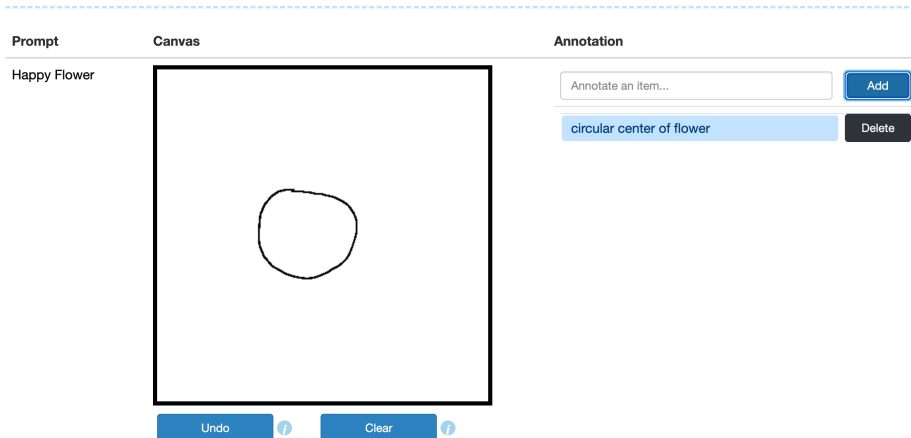 Prompt Canvas Annotation
Happy Flower
Annotate an item... Add
circular center of flower Delete
Undo i Clear i